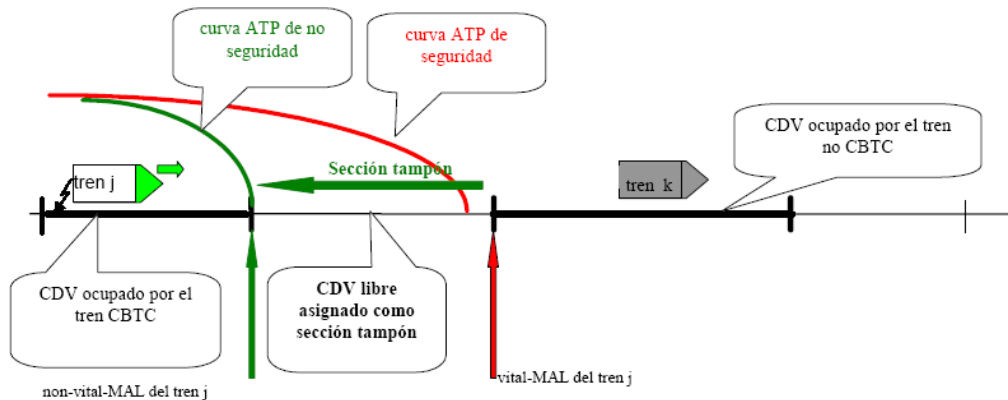 curva ATP de no
seguridad
curva ATP de
seguridad
CDV ocupado por el tren
no CBTC
Sección tampón
tren j
tren k
CDV ocupado por el
tren CBTC
CDV libre
asignado como
sección tampón
non-vital-MAL del tren j
vital-MAL del tren j